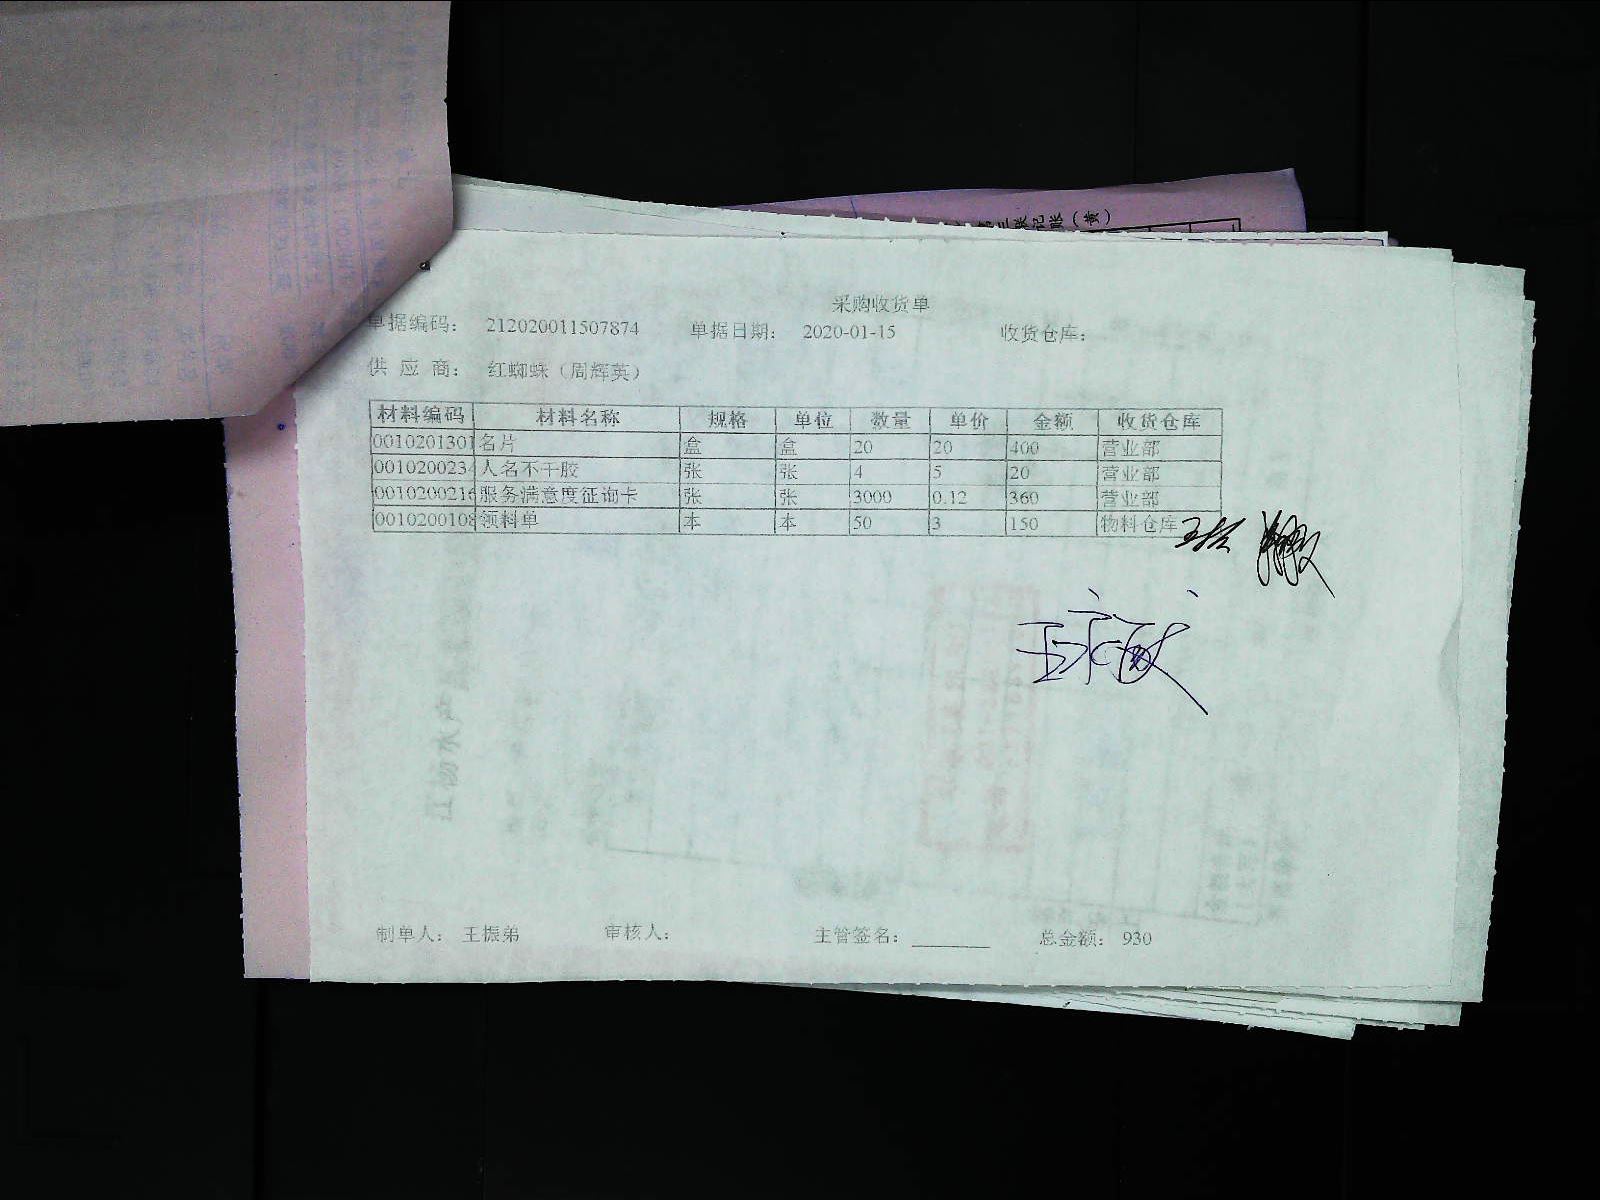 第三张记账(黄)
采购收货单
单据编码: 212020011507874 单据日期: 2020-01-15 收货仓库:
供 应 商: 红蜘蛛（周辉英）
材料编码 材料名称 规格 单位 数量 单价 金额 收货仓库
0010201301 名片 盒 盒 20 20 400 营业部
0010200234 人名不干胶 张 张 4 5 20 营业部
0010200216 服务满意度征询卡 张 张 3000 0.12 360 营业部
0010200108 领料单 本 本 50 3 150 物料仓库
制单人: 王振弟 审核人: 主管签名: 总金额: 930